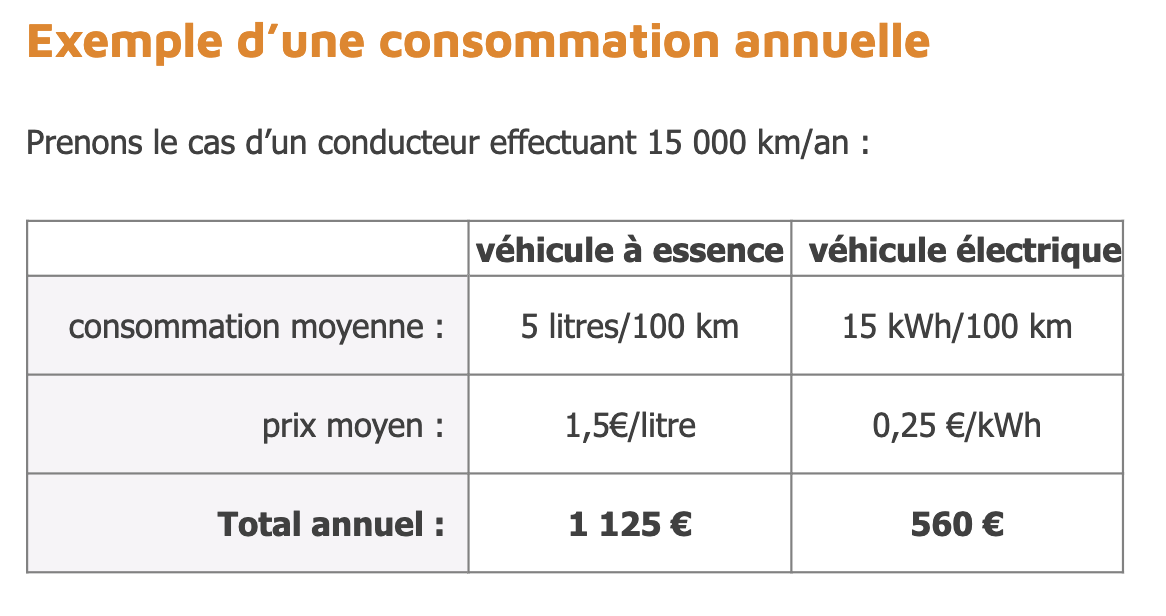 Exemple d’une consommation annuelle
Prenons le cas d’un conducteur effectuant 15 000 km/an :
véhicule à essence véhicule électrique
consommation moyenne : 5 litres/100 km 15 kWh/100 km
prix moyen : 1,5€/litre 0,25 €/kWh
Total annuel : 1 125 € 560 €